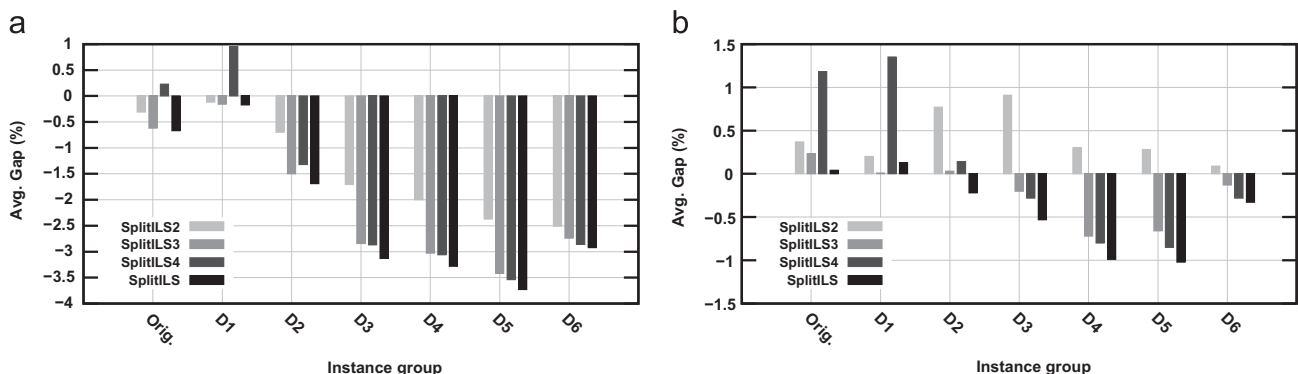 a
Avg. Gap (%)
1
0.5
0
−0.5
−1
−1.5
−2
−2.5
−3
−3.5
−4
SplitILS2
SplitILS3
SplitILS4
SplitILS
Orig.
D1
D2
D3
D4
D5
D6
Instance group
b
Avg. Gap (%)
1.5
1
0.5
0
−0.5
−1
−1.5
SplitILS2
SplitILS3
SplitILS4
SplitILS
Orig.
D1
D2
D3
D4
D5
D6
Instance group